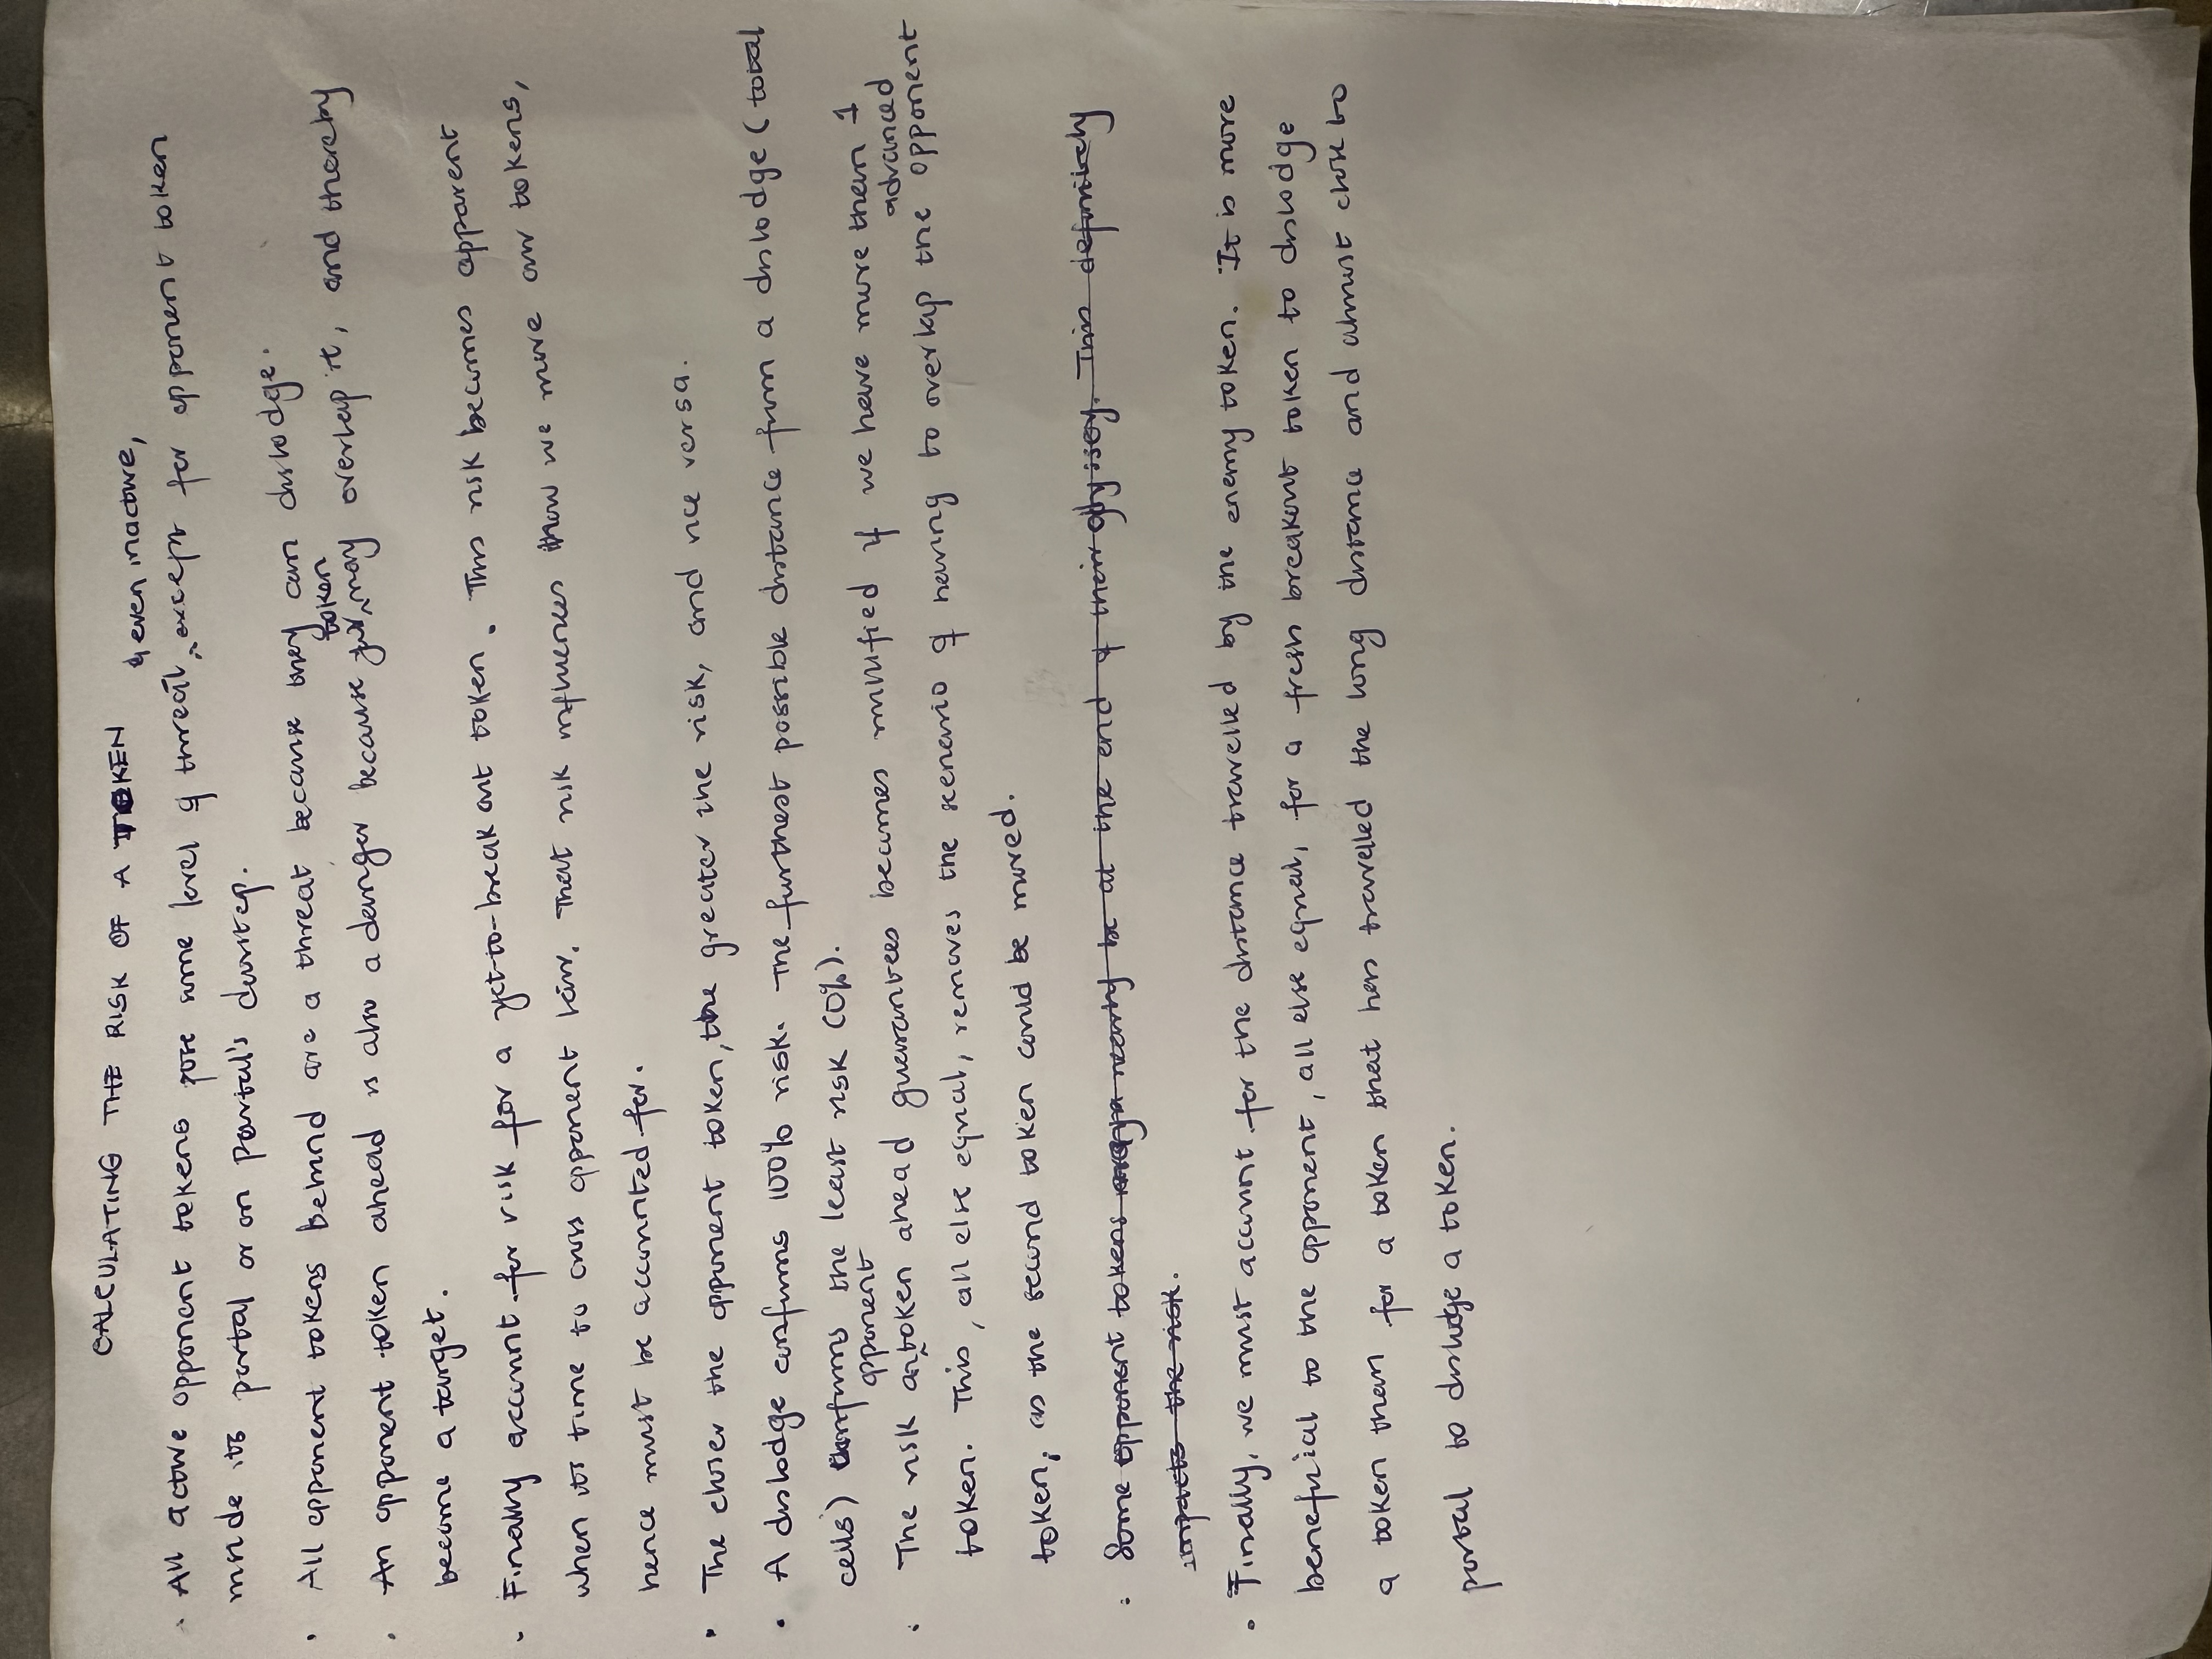 CALCULATING THE RISK OF A TOKEN
& even inactive,
. All active opponent tokens pose some level of threat ^ except for opponent token
inside its portal or on portal's doorstep.
. All opponent tokens behind are a threat because they can dislodge.
token
. An opponent token ahead is also a danger because ^ may overlap it, and thereby
become a target.
. Finally account for risk for a yet-to-break out token. This risk becomes apparent
when its time to cross opponent lair. That risk influences how we move our tokens,
hence must be accounted for.
. The closer the opponent token, the greater the risk, and vice versa.
. A dislodge confirms 100% risk. The furthest possible distance from a dislodge (total
cells) confirms the least risk (0%).
opponent
. The risk an ^ token ahead guarantees becomes nullified if we have more than 1
advanced
token. This, all else equal, removes the scenario of having to overlap the opponent
token, as the second token could be moved.
. Some opponent tokens nearly be at the end of their odyssey. This definitely
impacts the risk.
. Finally, we must account for the distance travelled by the enemy token. It is more
beneficial to the opponent, all else equal, for a fresh breakout token to dislodge
a token than for a token that has travelled the long distance and almost close to
portal to dislodge a token.